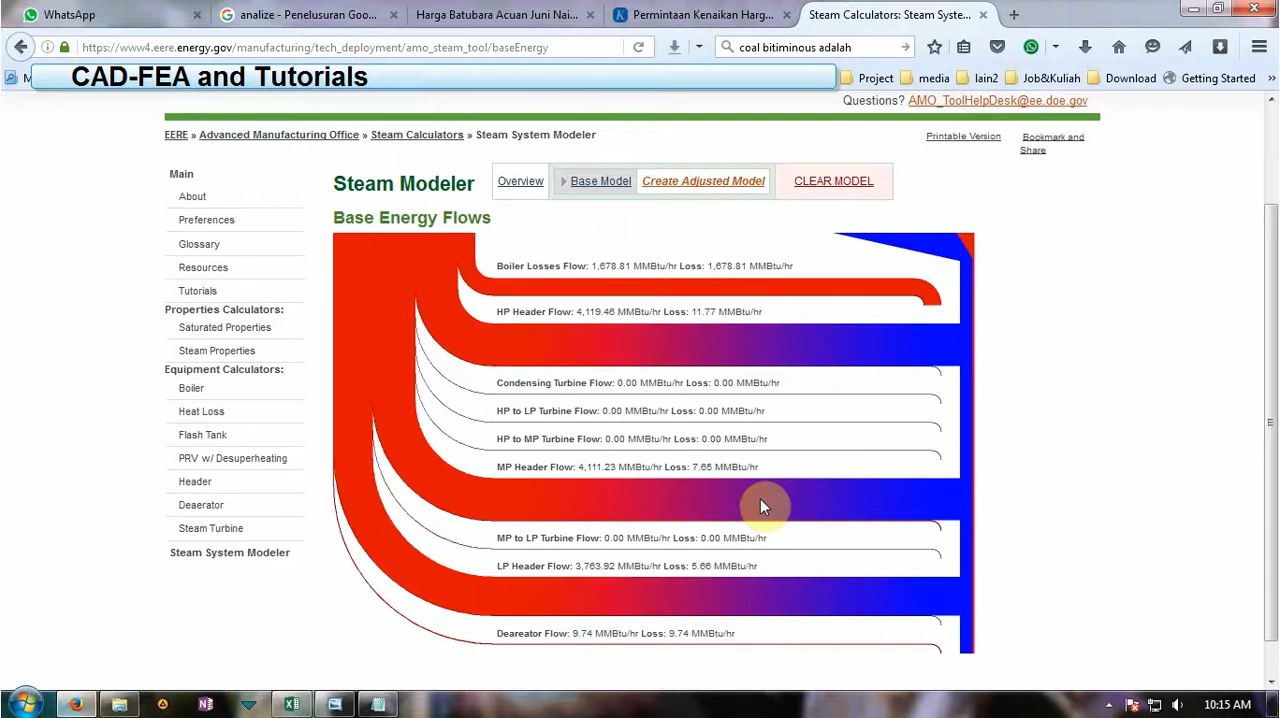 WhatsApp
analize - Penelusuran Goo...
Harga Batubara Acuan Juni Nai...
Permintaan Kenaikan Harg...
Steam Calculators: Steam Syste...
https://www4.eere.energy.gov/manufacturing/tech_deployment/amo_steam_tool/baseEnergy
coal bitiminous adalah
M
CAD-FEA and Tutorials
Project
media
lain2
Job&Kuliah
Download
Getting Started
Questions? AMO_ToolHelpDesk@ee.doe.gov
EERE » Advanced Manufacturing Office » Steam Calculators » Steam System Modeler
Printable Version
Bookmark and
Share
Main
About
Preferences
Glossary
Resources
Tutorials
Properties Calculators:
Saturated Properties
Steam Properties
Equipment Calculators:
Boiler
Heat Loss
Flash Tank
PRV w/ Desuperheating
Header
Deaerator
Steam Turbine
Steam System Modeler
Steam Modeler
Overview
Base Model
Create Adjusted Model
CLEAR MODEL
Base Energy Flows
Boiler Losses Flow: 1,678.81 MMBtu/hr Loss: 1,678.81 MMBtu/hr
HP Header Flow: 4,119.46 MMBtu/hr Loss: 11.77 MMBtu/hr
Condensing Turbine Flow: 0.00 MMBtu/hr Loss: 0.00 MMBtu/hr
HP to LP Turbine Flow: 0.00 MMBtu/hr Loss: 0.00 MMBtu/hr
HP to MP Turbine Flow: 0.00 MMBtu/hr Loss: 0.00 MMBtu/hr
MP Header Flow: 4,111.23 MMBtu/hr Loss: 7.65 MMBtu/hr
MP to LP Turbine Flow: 0.00 MMBtu/hr Loss: 0.00 MMBtu/hr
LP Header Flow: 3,763.92 MMBtu/hr Loss: 5.66 MMBtu/hr
Deareator Flow: 9.74 MMBtu/hr Loss: 9.74 MMBtu/hr
10:15 AM